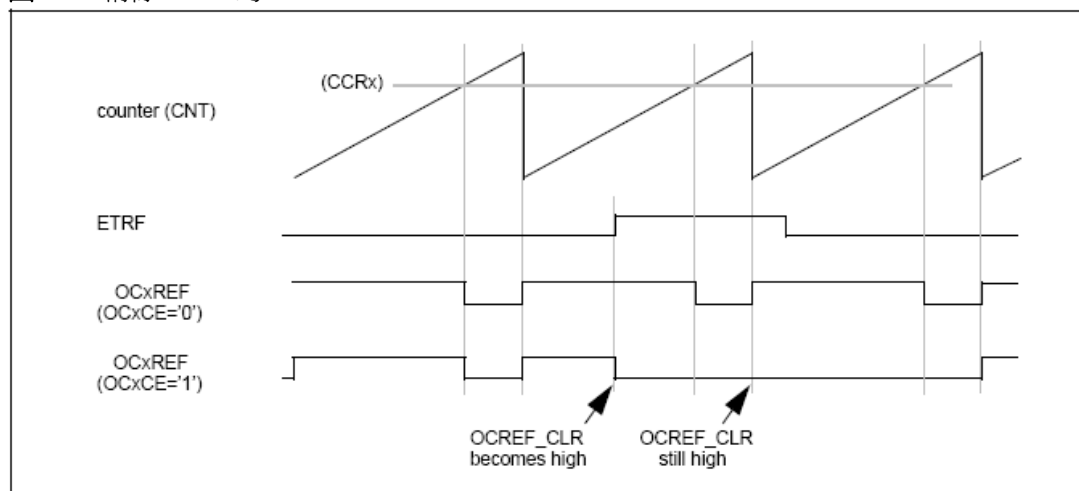 (CCRx)
counter (CNT)
ETRF
OCxREF
(OCxCE='0')
OCxREF
(OCxCE='1')
OCREF_CLR
becomes high
OCREF_CLR
still high